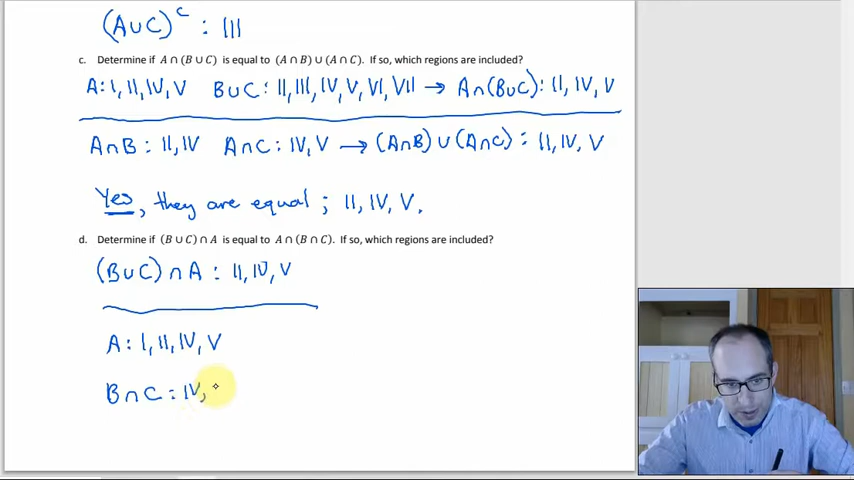 (A∪C)ᶜ : III
c. Determine if A ∩ (B ∪ C) is equal to (A ∩ B) ∪ (A ∩ C). If so, which regions are included?
A: I, II, IV, V B∪C: II, III, IV, V, VI, VII → A∩(B∪C): II, IV, V
A∩B : II, IV A∩C: IV, V → (A∩B) ∪ (A∩C) : II, IV, V
Yes, they are equal ; II, IV, V.
d. Determine if (B ∪ C) ∩ A is equal to A ∩ (B ∩ C). If so, which regions are included?
(B∪C) ∩ A : II, IV, V
A : I, II, IV, V
B∩C : IV,